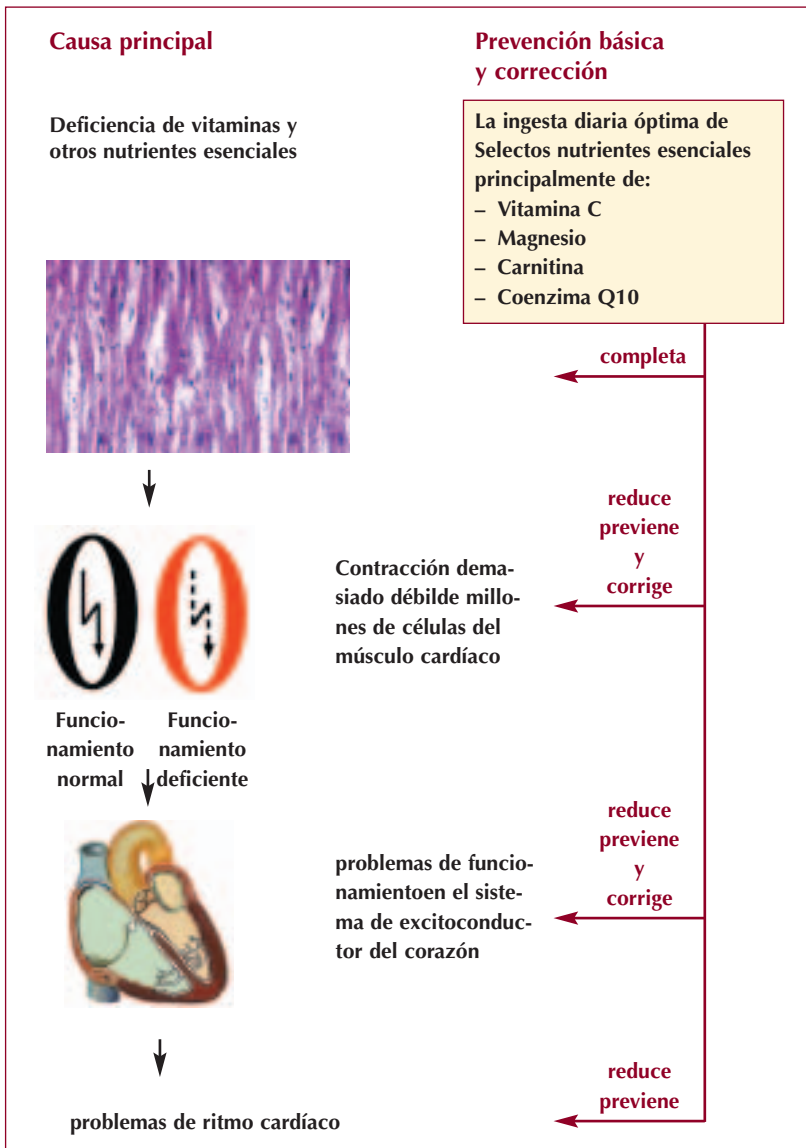 Causa principal
Prevención básica
y corrección
Deficiencia de vitaminas y
otros nutrientes esenciales
La ingesta diaria óptima de
Selectos nutrientes esenciales
principalmente de:
– Vitamina C
– Magnesio
– Carnitina
– Coenzima Q10
completa
reduce
previene
y
corrige
Contracción dema-
siado débilde millo-
nes de células del
músculo cardíaco
Funcio-
namiento
normal
Funcio-
namiento
deficiente
reduce
previene
y
corrige
problemas de funcio-
namientoen el siste-
ma de excitoconduc-
tor del corazón
reduce
previene
problemas de ritmo cardíaco